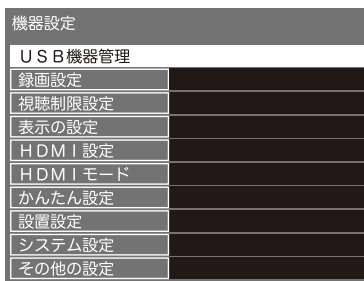 機器設定
ＵＳＢ機器管理
録画設定
視聴制限設定
表示の設定
ＨＤＭＩ設定
ＨＤＭＩモード
かんたん設定
設置設定
システム設定
その他の設定